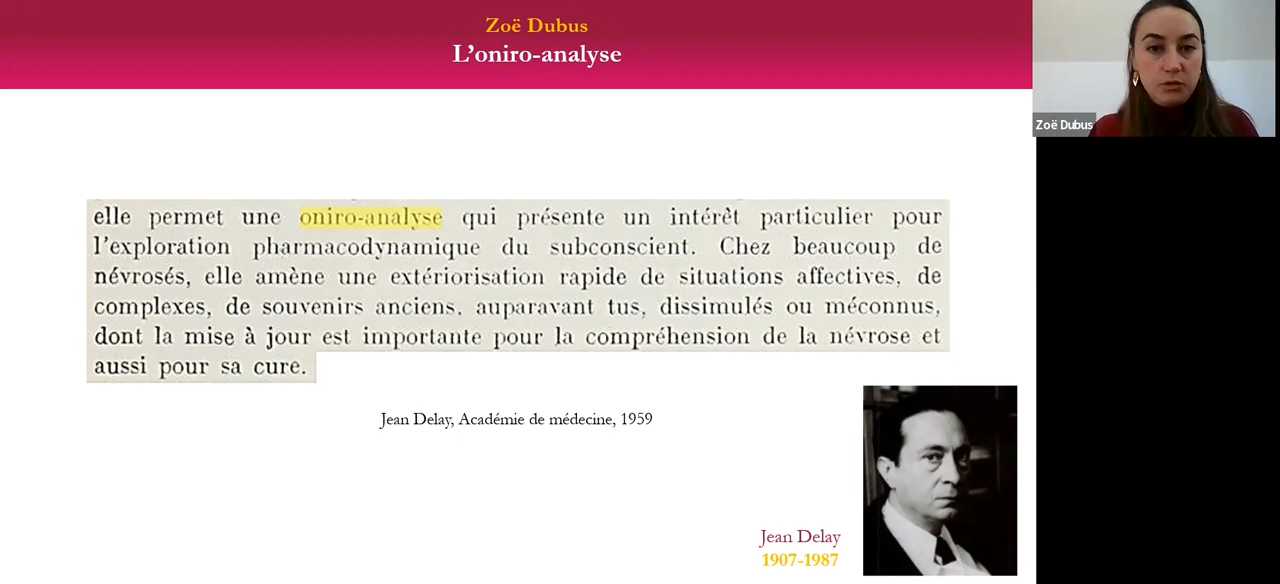 Zoë Dubus
L’oniro-analyse
Zoë Dubus
elle permet une oniro-analyse qui présente un intérêt particulier pour
l'exploration pharmacodynamique du subconscient. Chez beaucoup de
névrosés, elle amène une extériorisation rapide de situations affectives, de
complexes, de souvenirs anciens, auparavant tus, dissimulés ou méconnus,
dont la mise à jour est importante pour la compréhension de la névrose et
aussi pour sa cure.
Jean Delay, Académie de médecine, 1959
Jean Delay
1907-1987